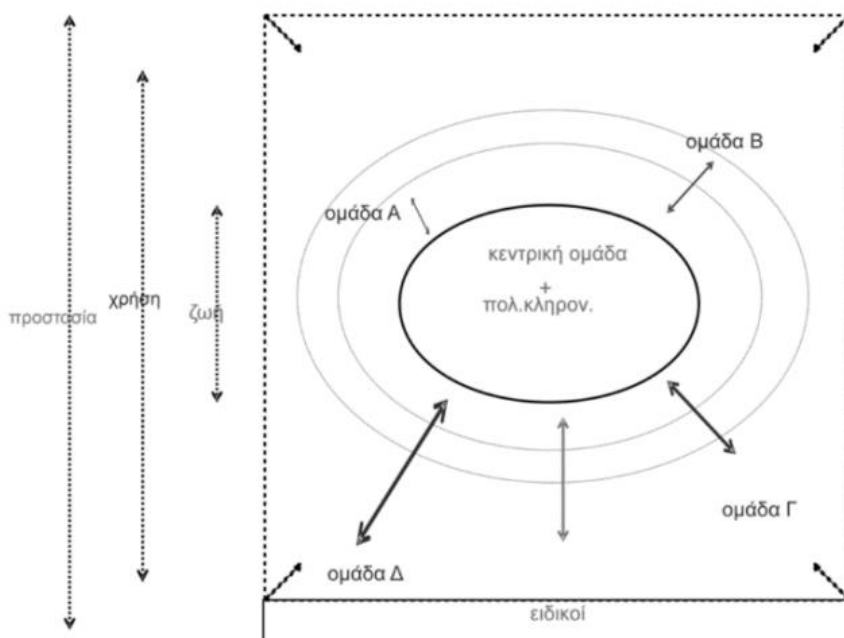 ομάδα Β
ομάδα Α
κεντρική ομάδα
+
πολ.κληρον.
χρήση
ζωή
προστασία
ομάδα Γ
ομάδα Δ
ειδικοί